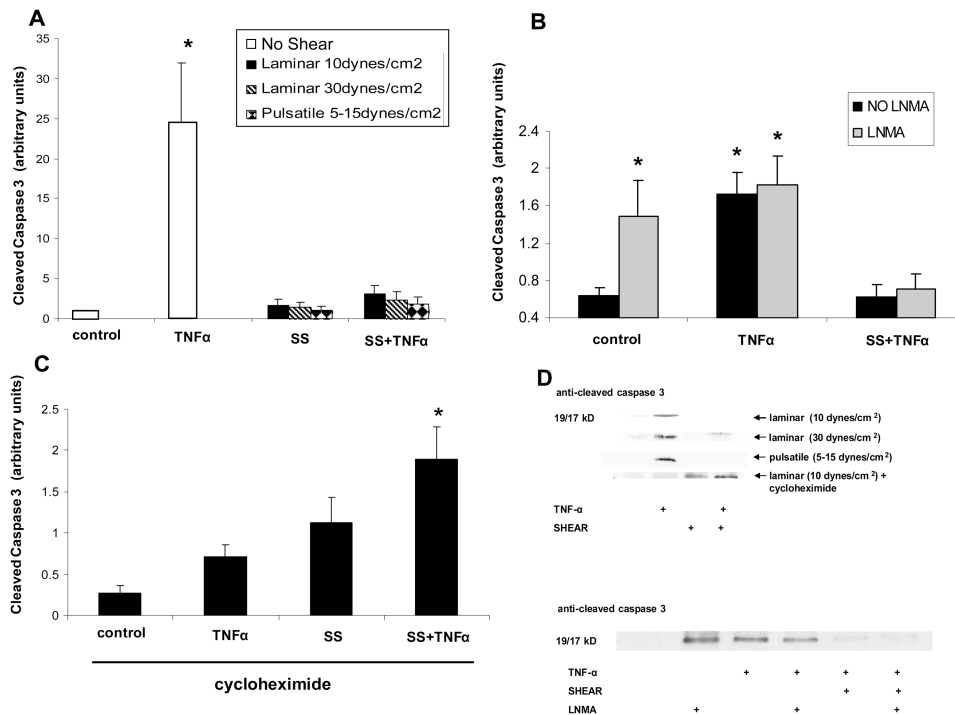 A
Cleaved Caspase 3 (arbitrary units)
35
30
25
20
15
10
5
0
*
No Shear
Laminar 10dynes/cm2
Laminar 30dynes/cm2
Pulsatile 5-15dynes/cm2
control
TNFα
SS
SS+TNFα
B
Cleaved Caspase 3 (arbitrary units)
2.4
2
1.6
1.2
0.8
0.4
*
*
*
NO LNMA
LNMA
control
TNFα
SS+TNFα
C
Cleaved Caspase 3 (arbitrary units)
2.5
2
1.5
1
0.5
0
*
control
TNFα
SS
SS+TNFα
cycloheximide
D
anti-cleaved caspase 3
19/17 kD
laminar (10 dynes/cm²)
laminar (30 dynes/cm²)
pulsatile (5-15 dynes/cm²)
laminar (10 dynes/cm²) +
cycloheximide
TNF-α + +
SHEAR + +
anti-cleaved caspase 3
19/17 kD
TNF-α + + + +
SHEAR + +
LNMA + + +